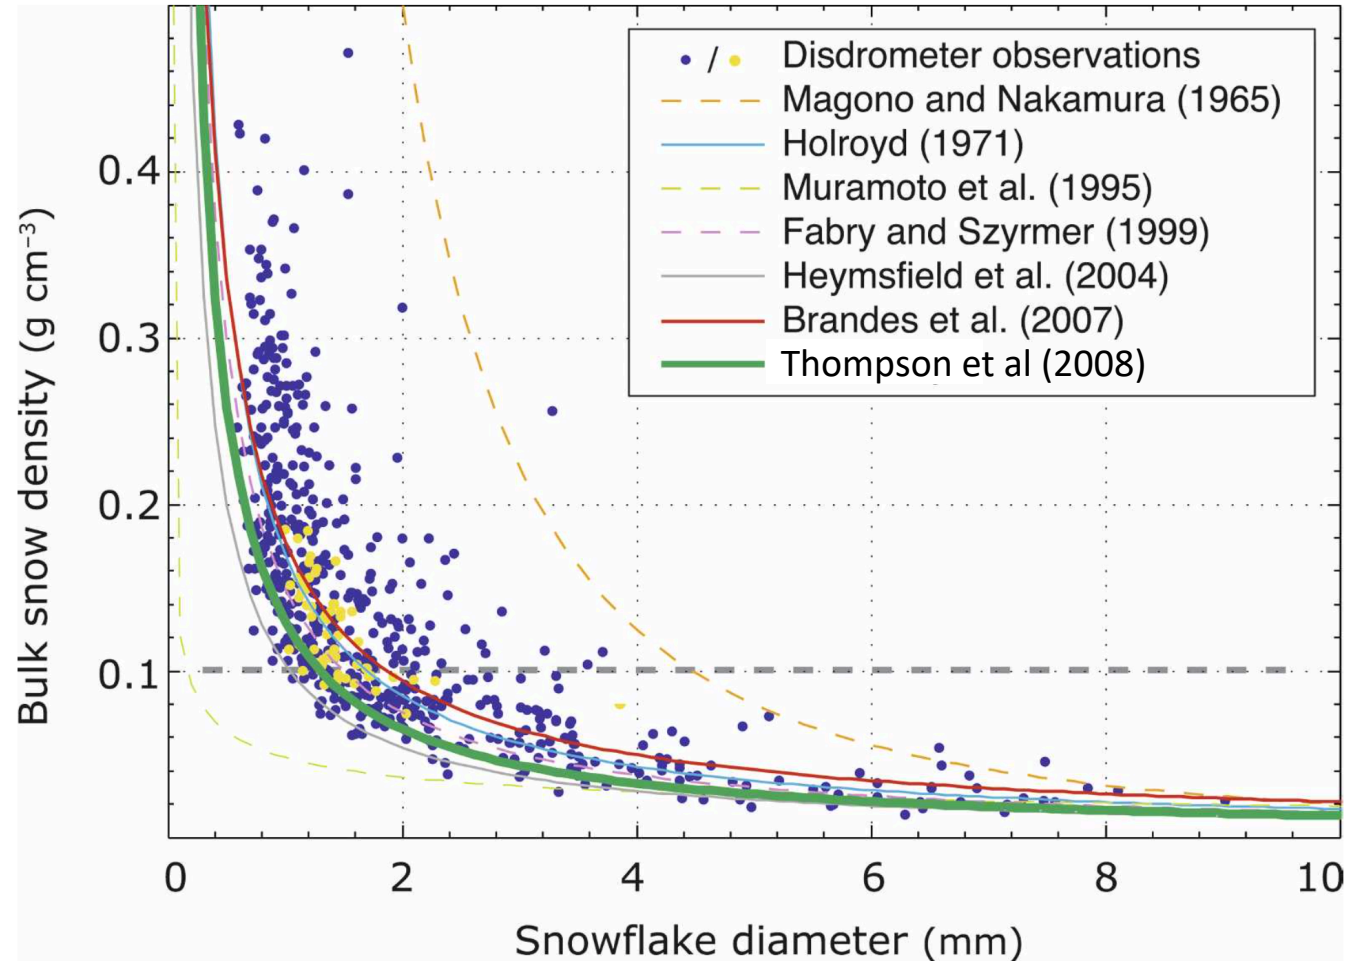 / Disdrometer observations
Magono and Nakamura (1965)
Holroyd (1971)
Muramoto et al. (1995)
Fabry and Szyrmer (1999)
Heymsfield et al. (2004)
Brandes et al. (2007)
Thompson et al (2008)
Bulk snow density (g cm⁻³)
0.4
0.3
0.2
0.1
0 2 4 6 8 10
Snowflake diameter (mm)